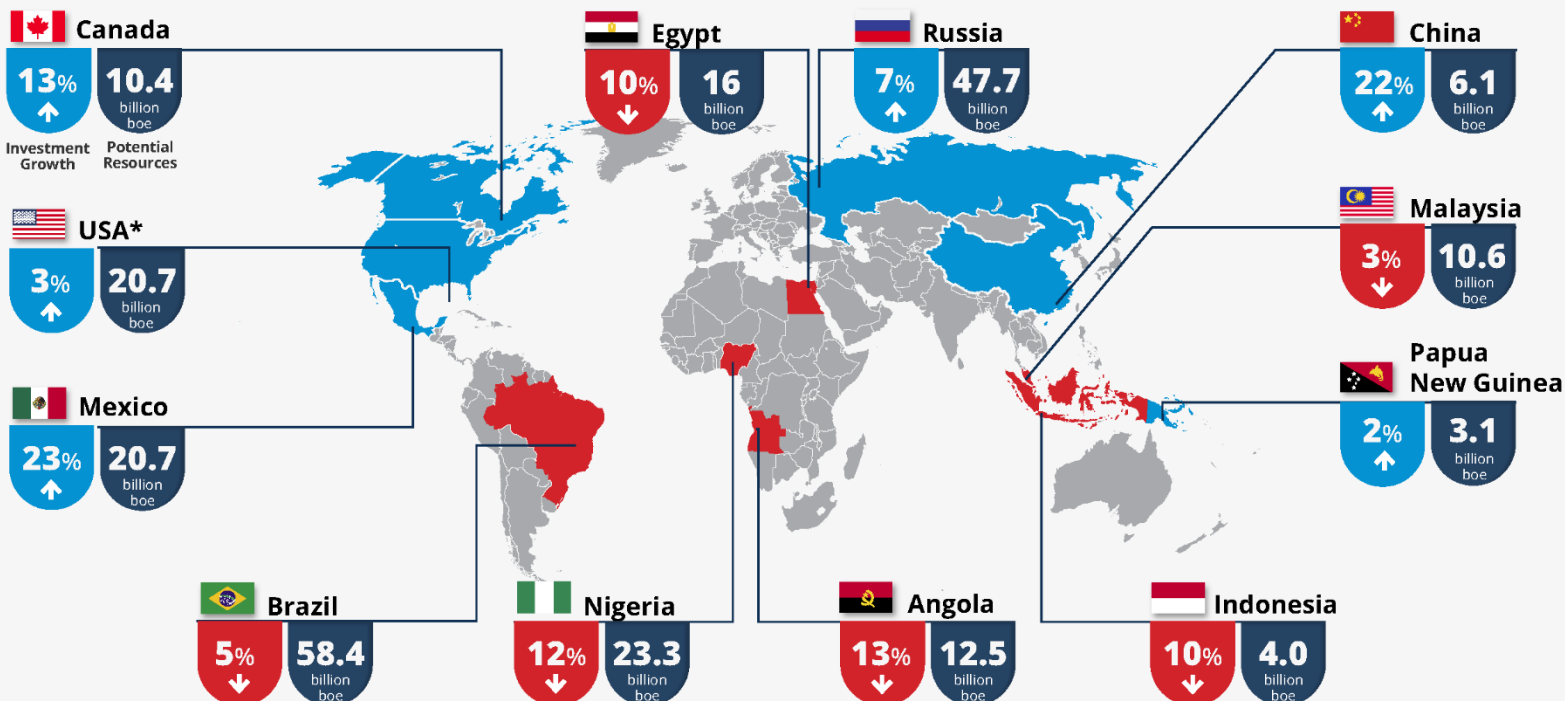 Canada
13%
10.4
billion
boe
Investment
Growth
Potential
Resources
Egypt
10%
16
billion
boe
Russia
7%
47.7
billion
boe
China
22%
6.1
billion
boe
USA*
3%
20.7
billion
boe
Malaysia
3%
10.6
billion
boe
Mexico
23%
20.7
billion
boe
Papua
New Guinea
2%
3.1
billion
boe
Brazil
5%
58.4
billion
boe
Nigeria
12%
23.3
billion
boe
Angola
13%
12.5
billion
boe
Indonesia
10%
4.0
billion
boe